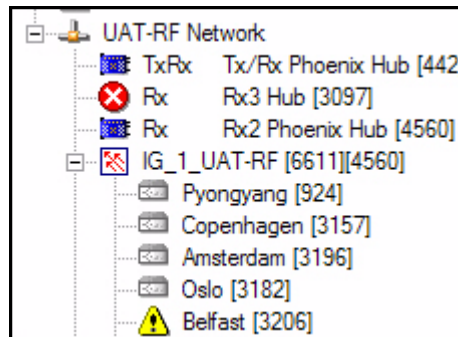 UAT-RF Network
TxRx Tx/Rx Phoenix Hub [442
Rx Rx3 Hub [3097]
Rx Rx2 Phoenix Hub [4560]
IG_1_UAT-RF [6611][4560]
Pyongyang [924]
Copenhagen [3157]
Amsterdam [3196]
Oslo [3182]
Belfast [3206]